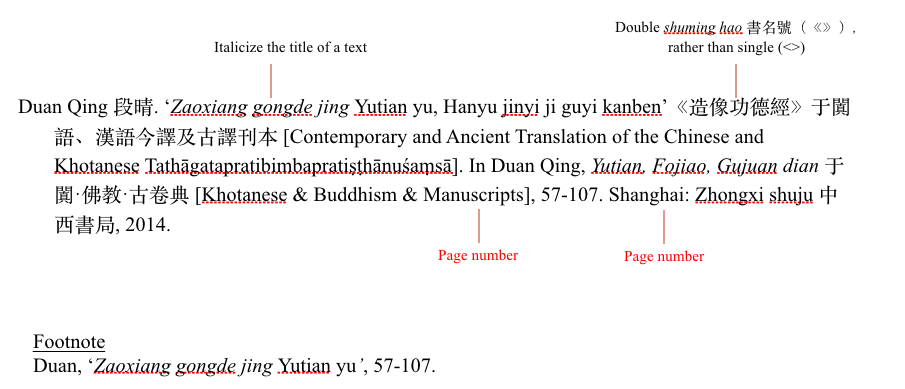 Double shuming hao 書名號（《》）,
Italicize the title of a text
rather than single (<>)
Duan Qing 段晴. ‘Zaoxiang gongde jing Yutian yu, Hanyu jinyi ji guyi kanben’《造像功德經》于闐
語、漢語今譯及古譯刊本 [Contemporary and Ancient Translation of the Chinese and
Khotanese Tathāgatapratibimbapratiṣṭhānuśaṃsā]. In Duan Qing, Yutian, Fojiao, Gujuan dian 于
闐·佛教·古卷典 [Khotanese & Buddhism & Manuscripts], 57-107. Shanghai: Zhongxi shuju 中
西書局, 2014.
Page number
Page number
Footnote
Duan, ‘Zaoxiang gongde jing Yutian yu’, 57-107.